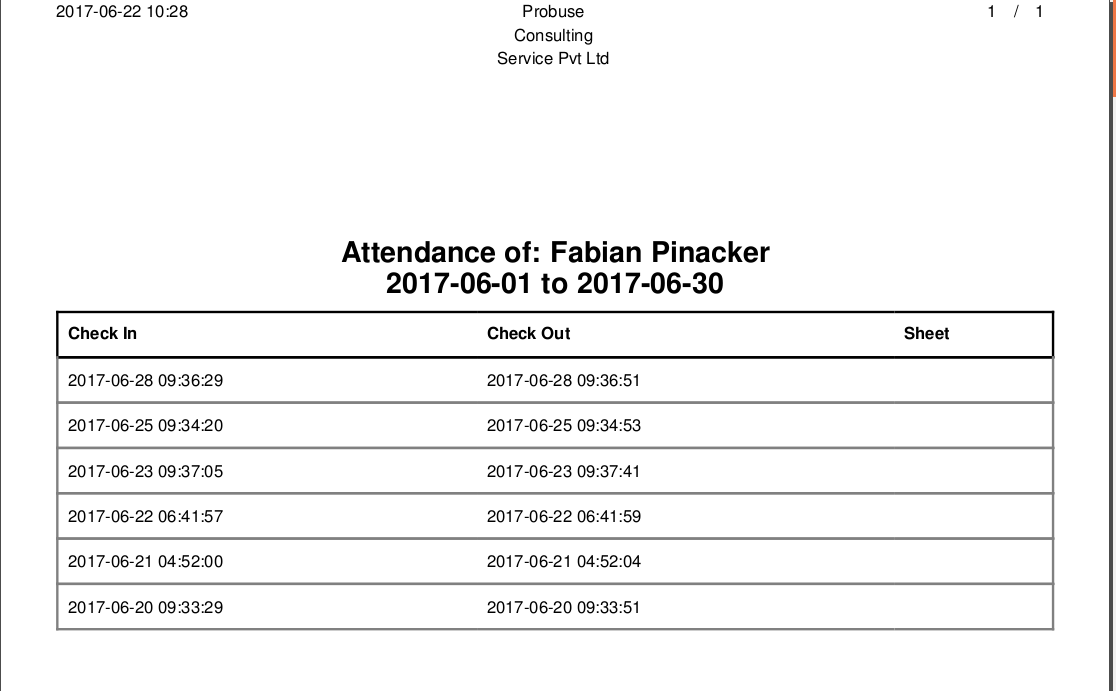 2017-06-22 10:28 Probuse 1 / 1
Consulting
Service Pvt Ltd
Attendance of: Fabian Pinacker
2017-06-01 to 2017-06-30
Check In Check Out Sheet
2017-06-28 09:36:29 2017-06-28 09:36:51
2017-06-25 09:34:20 2017-06-25 09:34:53
2017-06-23 09:37:05 2017-06-23 09:37:41
2017-06-22 06:41:57 2017-06-22 06:41:59
2017-06-21 04:52:00 2017-06-21 04:52:04
2017-06-20 09:33:29 2017-06-20 09:33:51